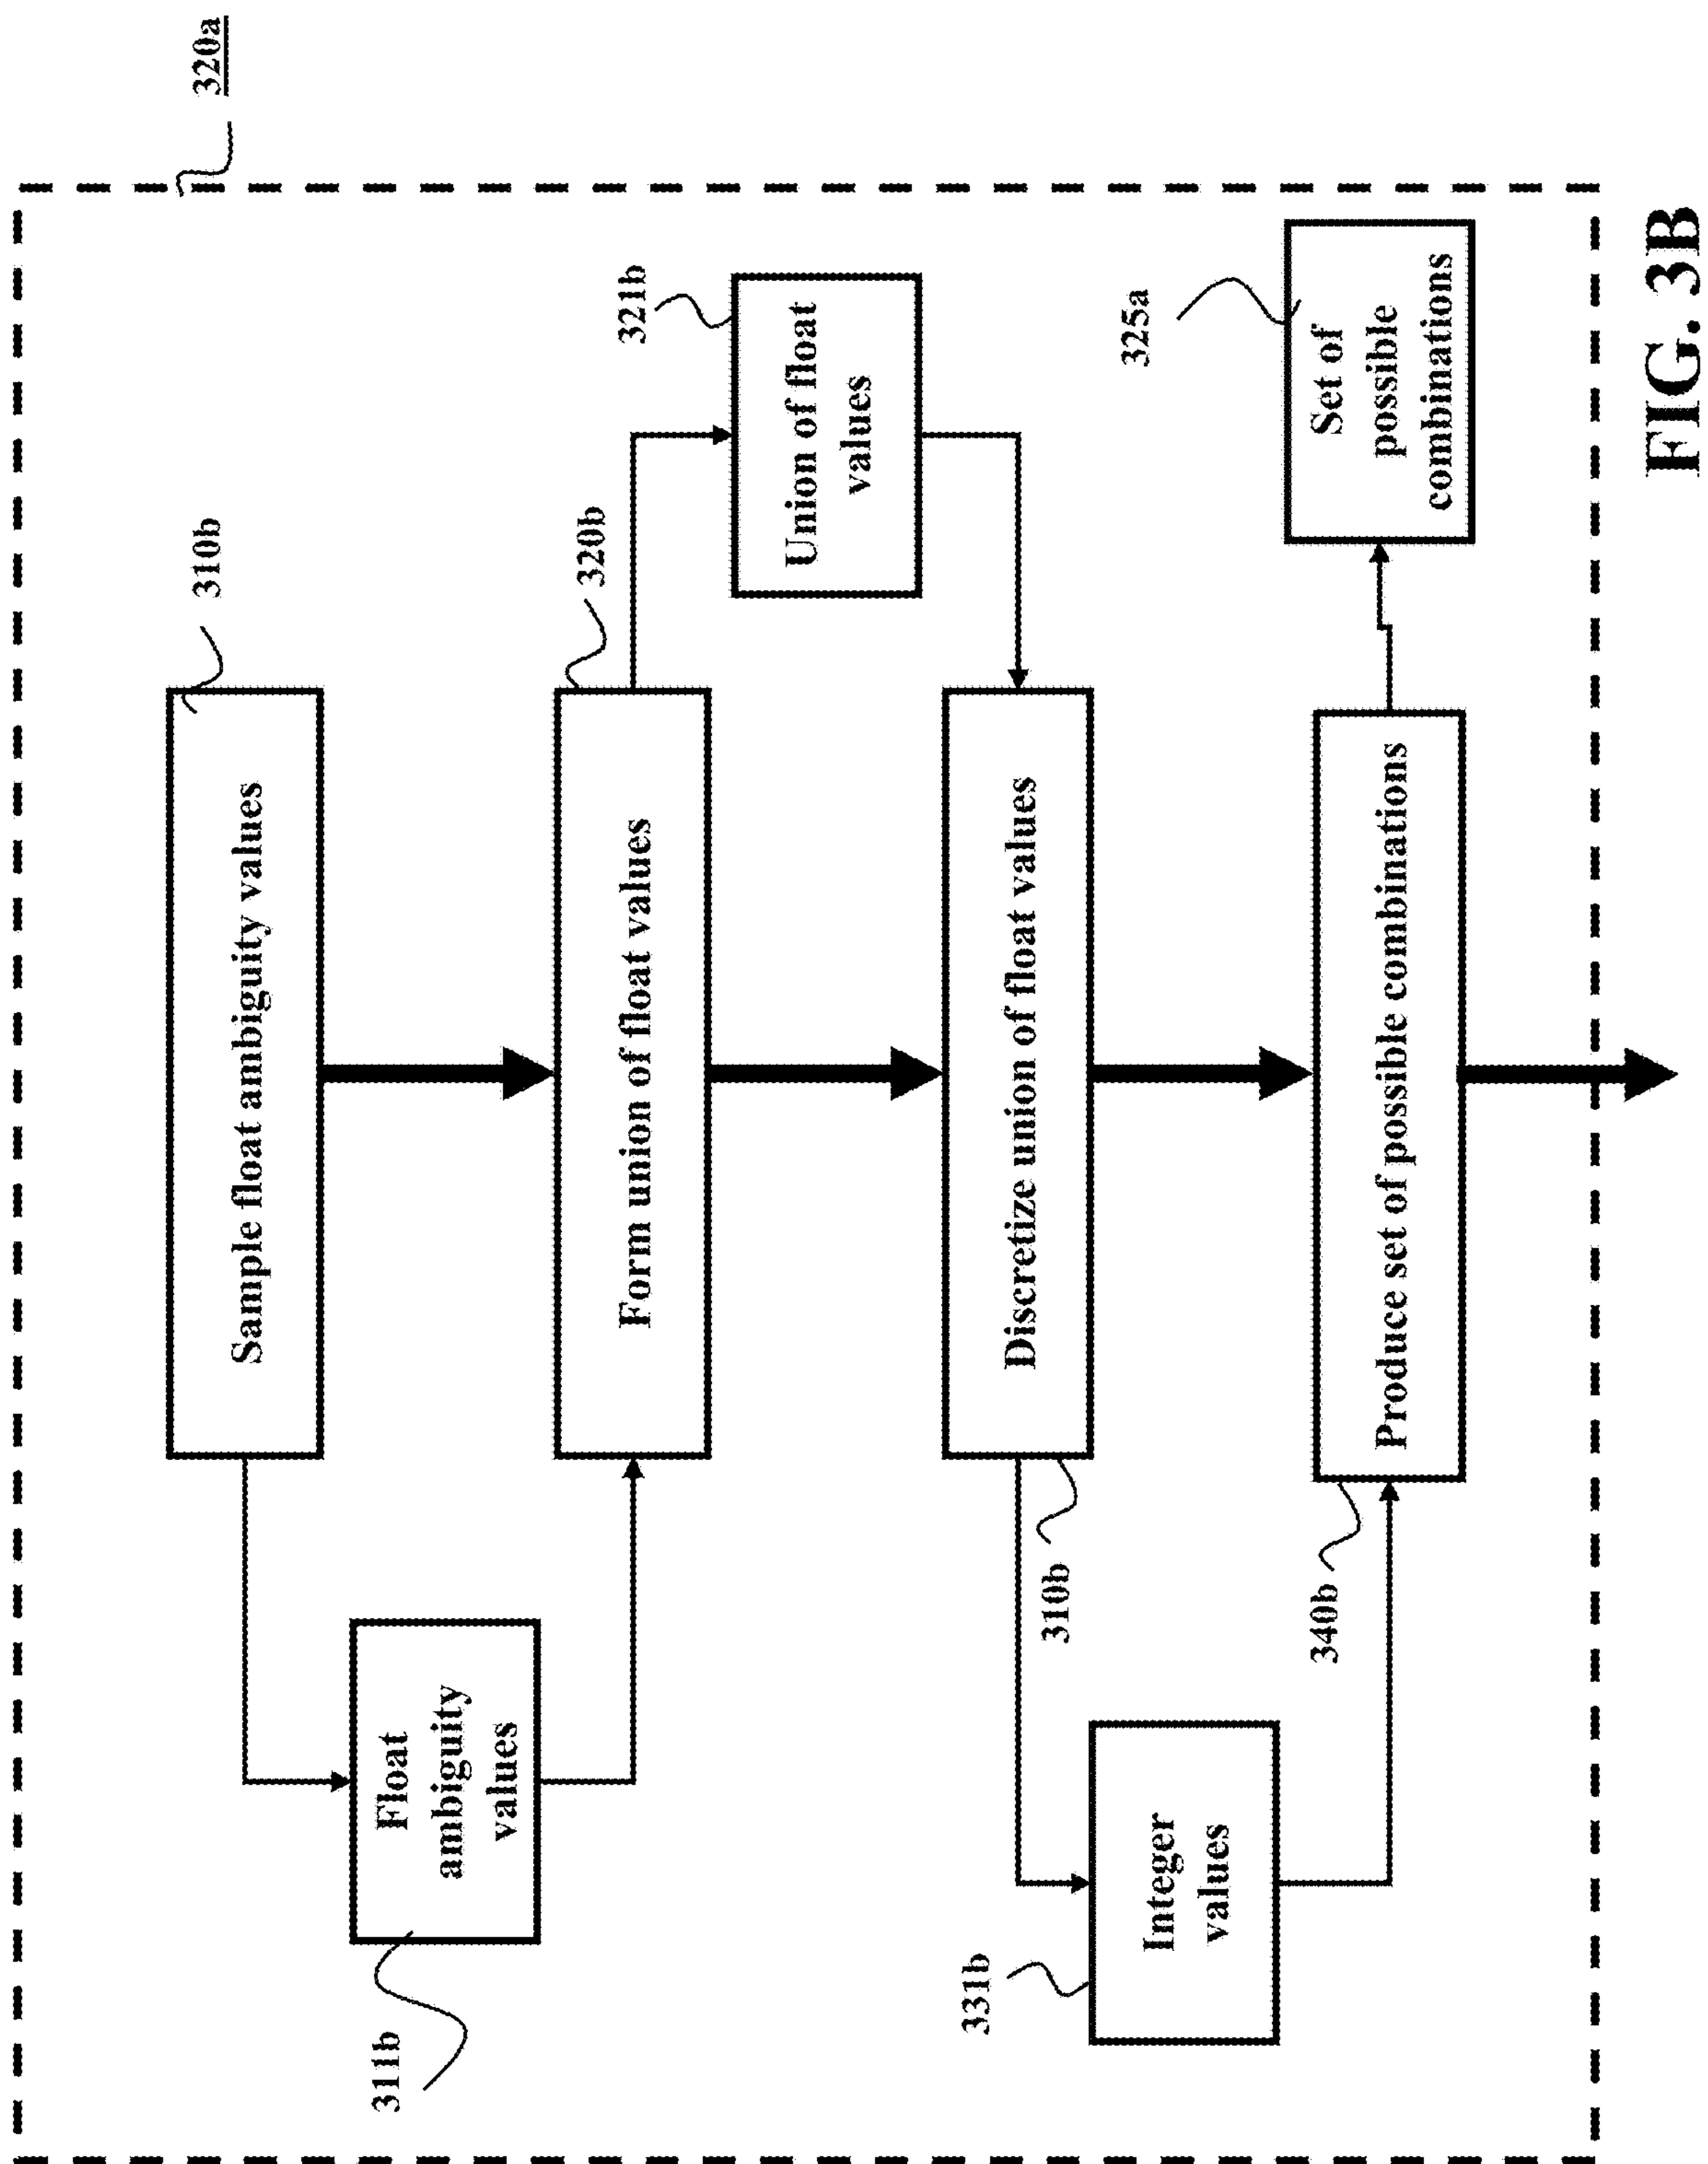 320a
310b
Sample float ambiguity values
311b
Float
ambiguity
values
320b
Form union of float values
321b
Union of float
values
Discretize union of float values
310b
331b
Integer
values
340b
Produce set of possible combinations
325a
Set of
possible
combinations
FIG. 3B